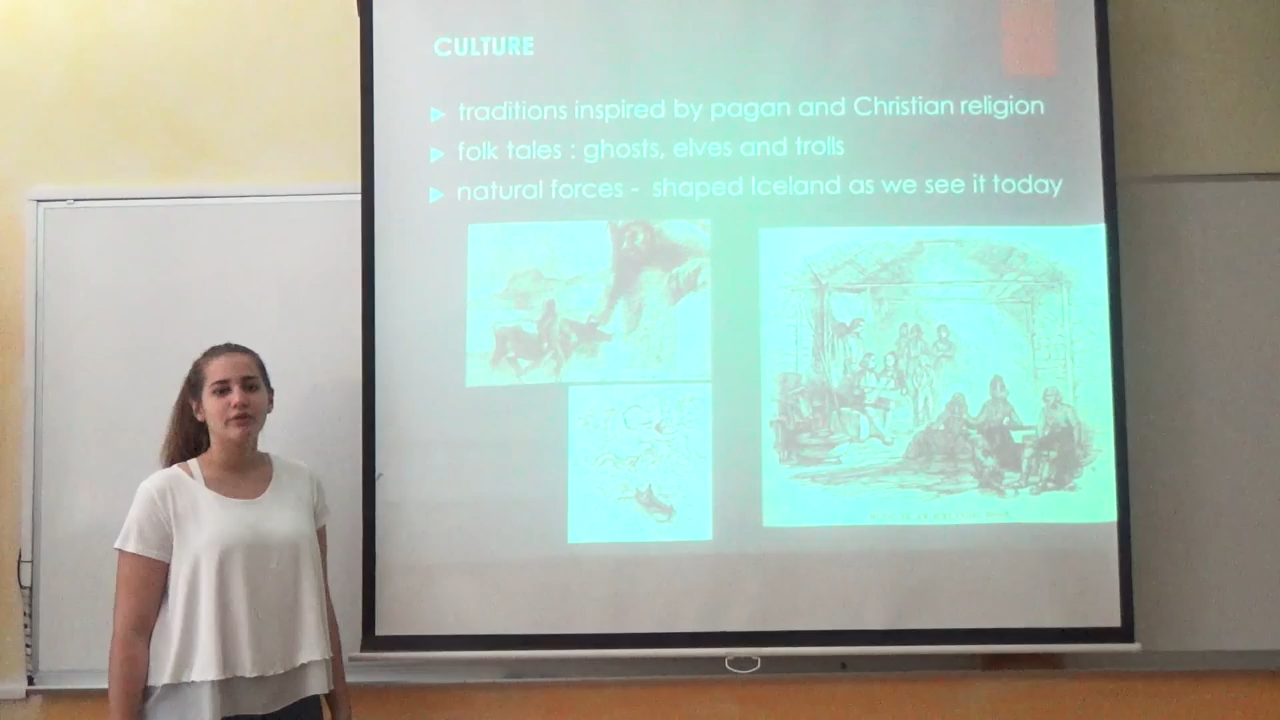 CULTURE
traditions inspired by pagan and Christian religion
folk tales : ghosts, elves and trolls
natural forces - shaped Iceland as we see it today